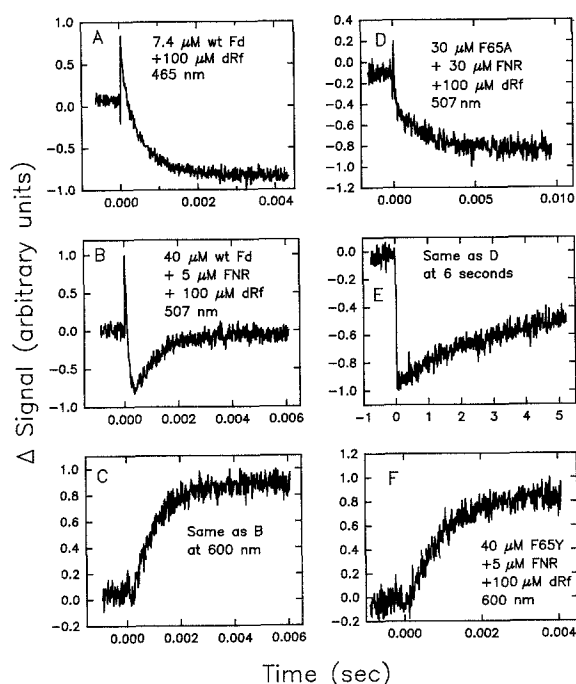 Δ Signal (arbitrary units)
A
7.4 μM wt Fd
+100 μM dRf
465 nm
1.0
0.5
0.0
−0.5
−1.0
0.000 0.002 0.004
B
40 μM wt Fd
+ 5 μM FNR
+ 100 μM dRf
507 nm
1.0
0.5
0.0
−0.5
−1.0
0.000 0.002 0.004 0.006
C
Same as B
at 600 nm
1.0
0.8
0.6
0.4
0.2
0.0
−0.2
0.000 0.002 0.004 0.006
D
30 μM F65A
+ 30 μM FNR
+100 μM dRf
507 nm
0.4
0.2
0.0
−0.2
−0.4
−0.6
−0.8
−1.0
−1.2
0.000 0.005 0.010
E
Same as D
at 6 seconds
0.0
−0.2
−0.4
−0.6
−0.8
−1.0
−1 0 1 2 3 4 5
F
40 μM F65Y
+5 μM FNR
+100 μM dRf
600 nm
1.2
1.0
0.8
0.6
0.4
0.2
0.0
−0.2
0.000 0.002 0.004
Time (sec)